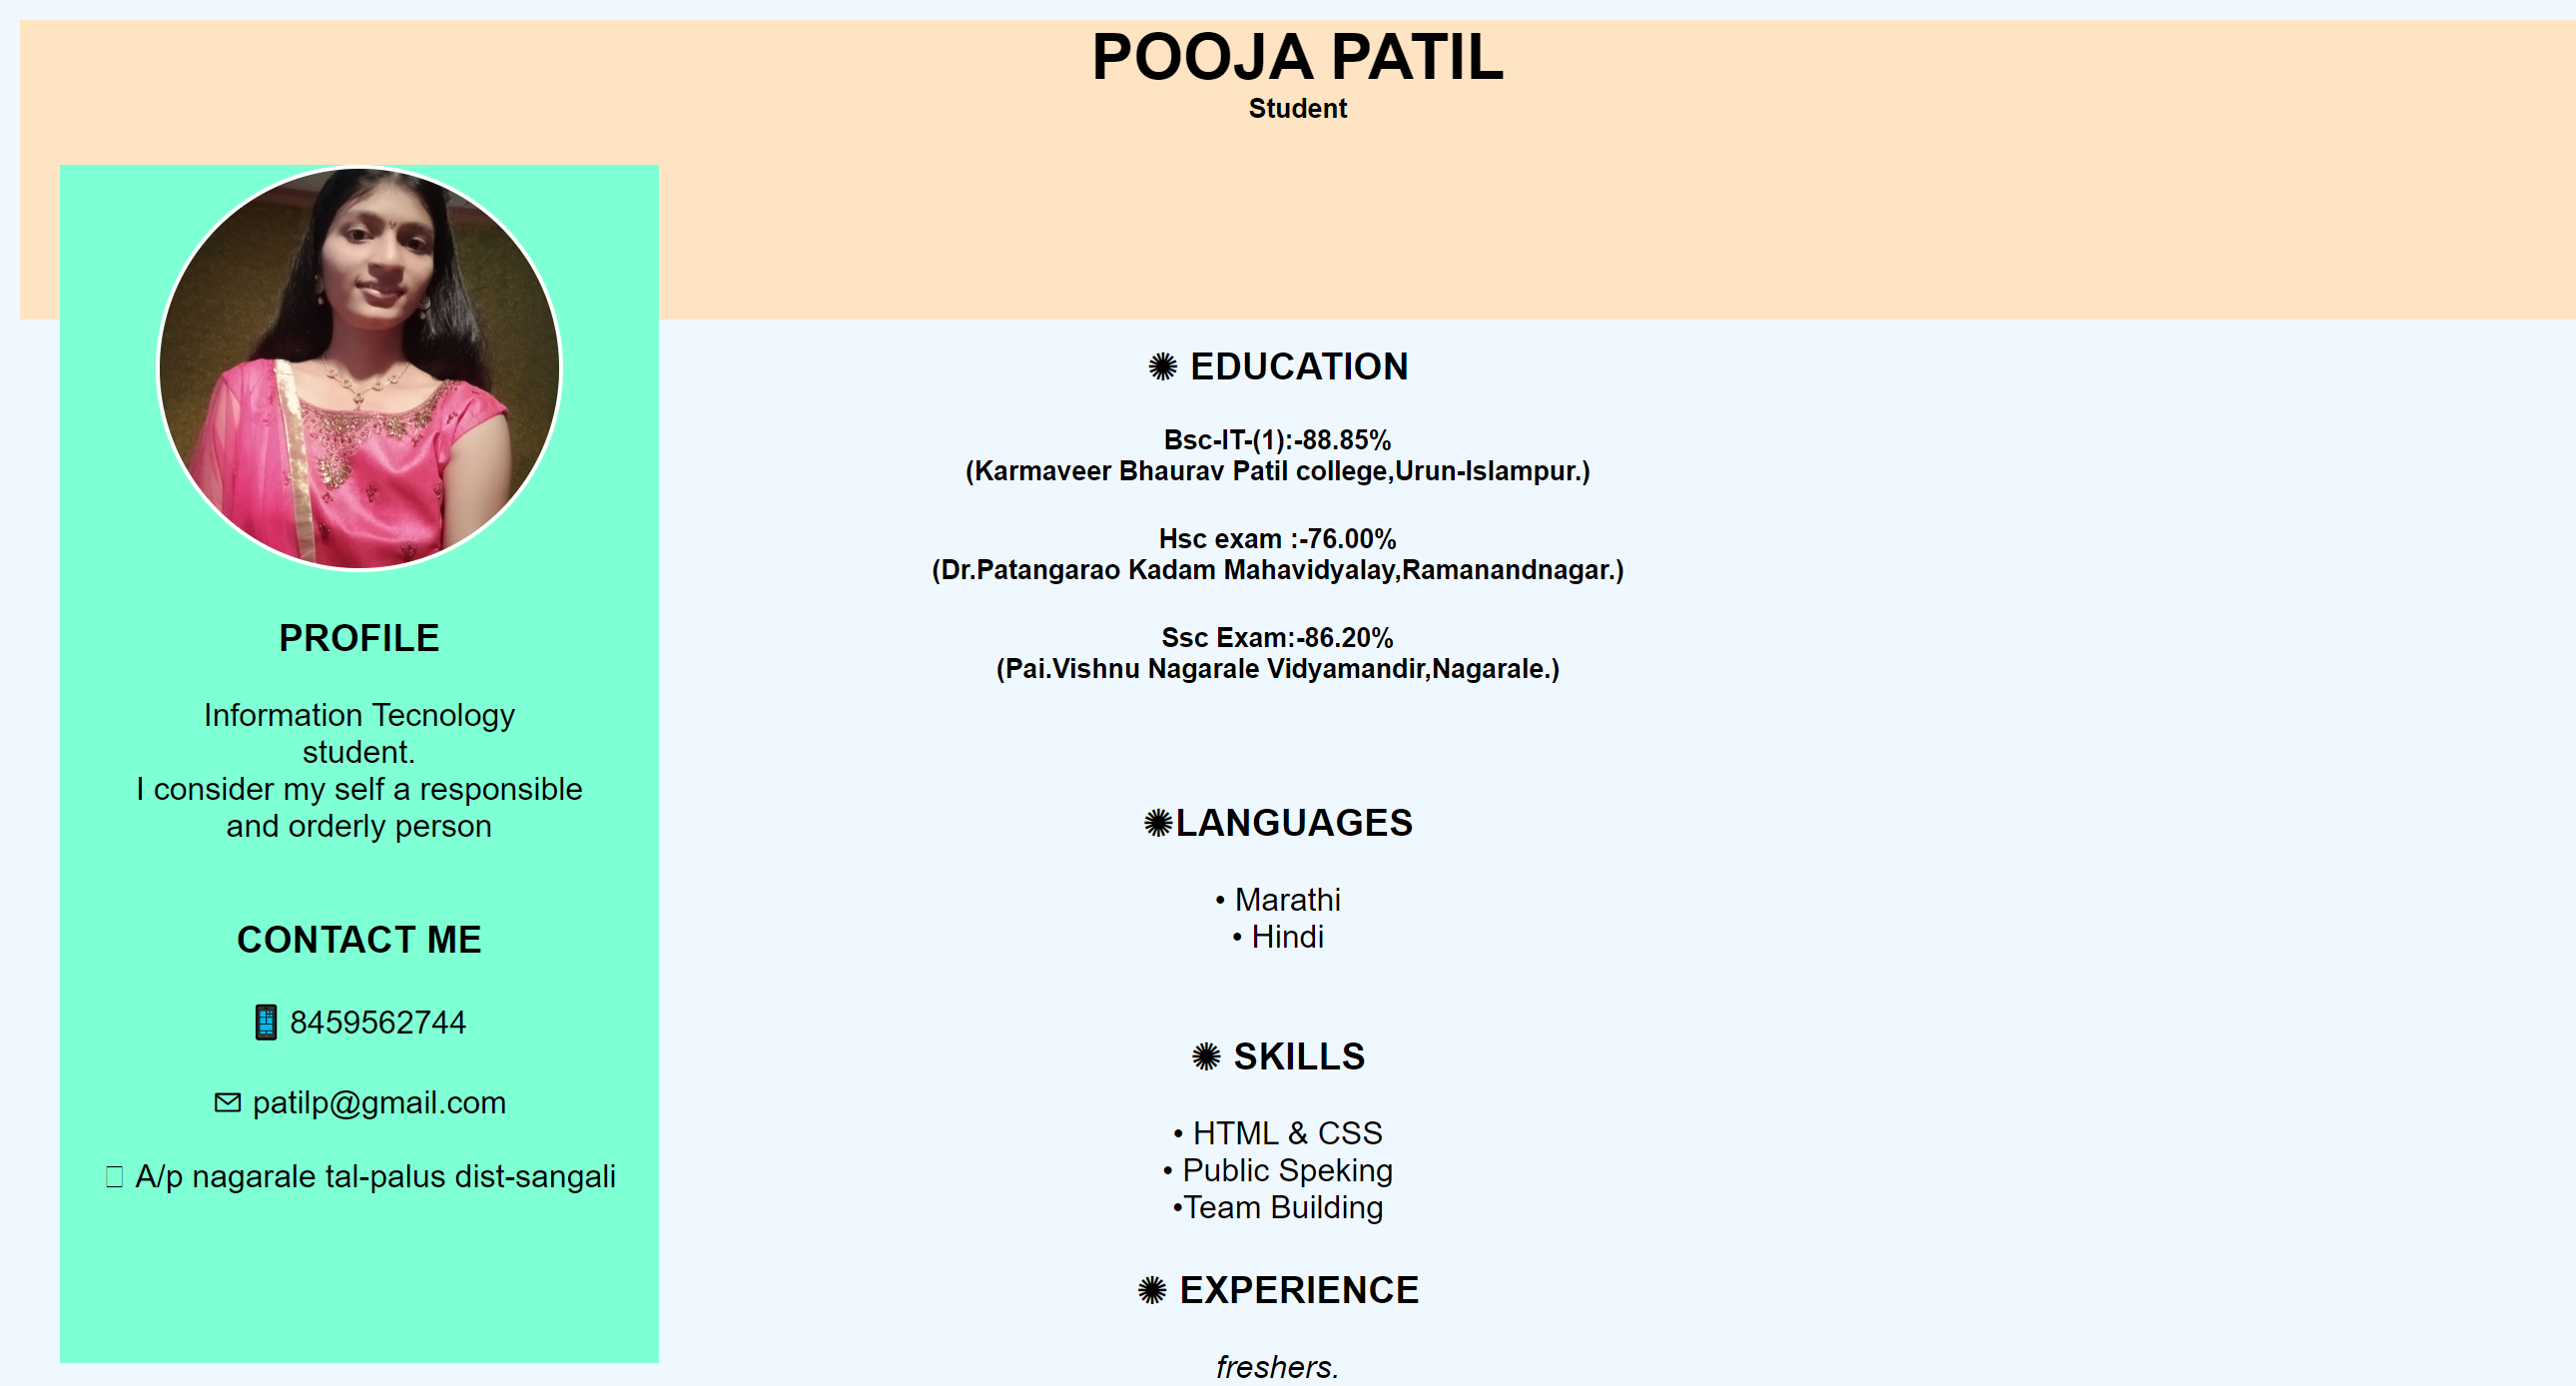 POOJA PATIL
Student
PROFILE
Information Tecnology
student.
I consider my self a responsible
and orderly person
CONTACT ME
📱 8459562744
🖂 patilp@gmail.com
A/p nagarale tal-palus dist-sangali
✺ EDUCATION
Bsc-IT-(1):-88.85%
(Karmaveer Bhaurav Patil college,Urun-Islampur.)
Hsc exam :-76.00%
(Dr.Patangarao Kadam Mahavidyalay,Ramanandnagar.)
Ssc Exam:-86.20%
(Pai.Vishnu Nagarale Vidyamandir,Nagarale.)
✺LANGUAGES
• Marathi
• Hindi
✺ SKILLS
• HTML & CSS
• Public Speking
•Team Building
✺ EXPERIENCE
freshers.